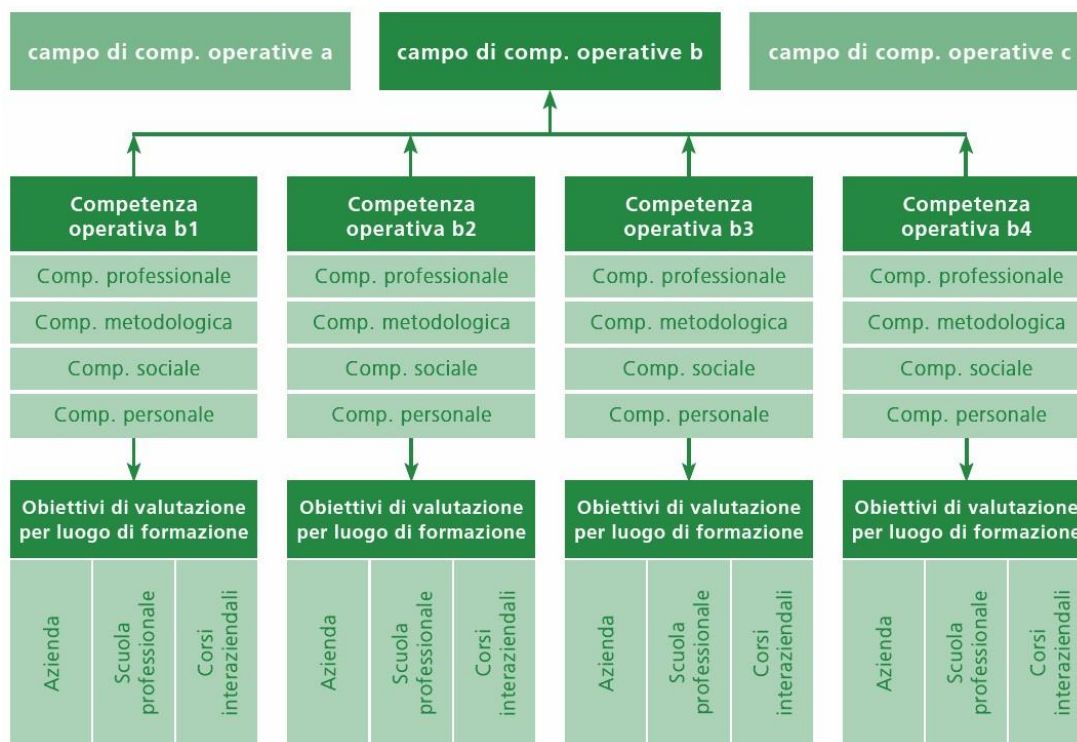 campo di comp. operative a
campo di comp. operative b
campo di comp. operative c
Competenza
operativa b1
Comp. professionale
Comp. metodologica
Comp. sociale
Comp. personale
Obiettivi di valutazione
per luogo di formazione
Azienda
Scuola
professionale
Corsi
interaziendali
Competenza
operativa b2
Comp. professionale
Comp. metodologica
Comp. sociale
Comp. personale
Obiettivi di valutazione
per luogo di formazione
Azienda
Scuola
professionale
Corsi
interaziendali
Competenza
operativa b3
Comp. professionale
Comp. metodologica
Comp. sociale
Comp. personale
Obiettivi di valutazione
per luogo di formazione
Azienda
Scuola
professionale
Corsi
interaziendali
Competenza
operativa b4
Comp. professionale
Comp. metodologica
Comp. sociale
Comp. personale
Obiettivi di valutazione
per luogo di formazione
Azienda
Scuola
professionale
Corsi
interaziendali